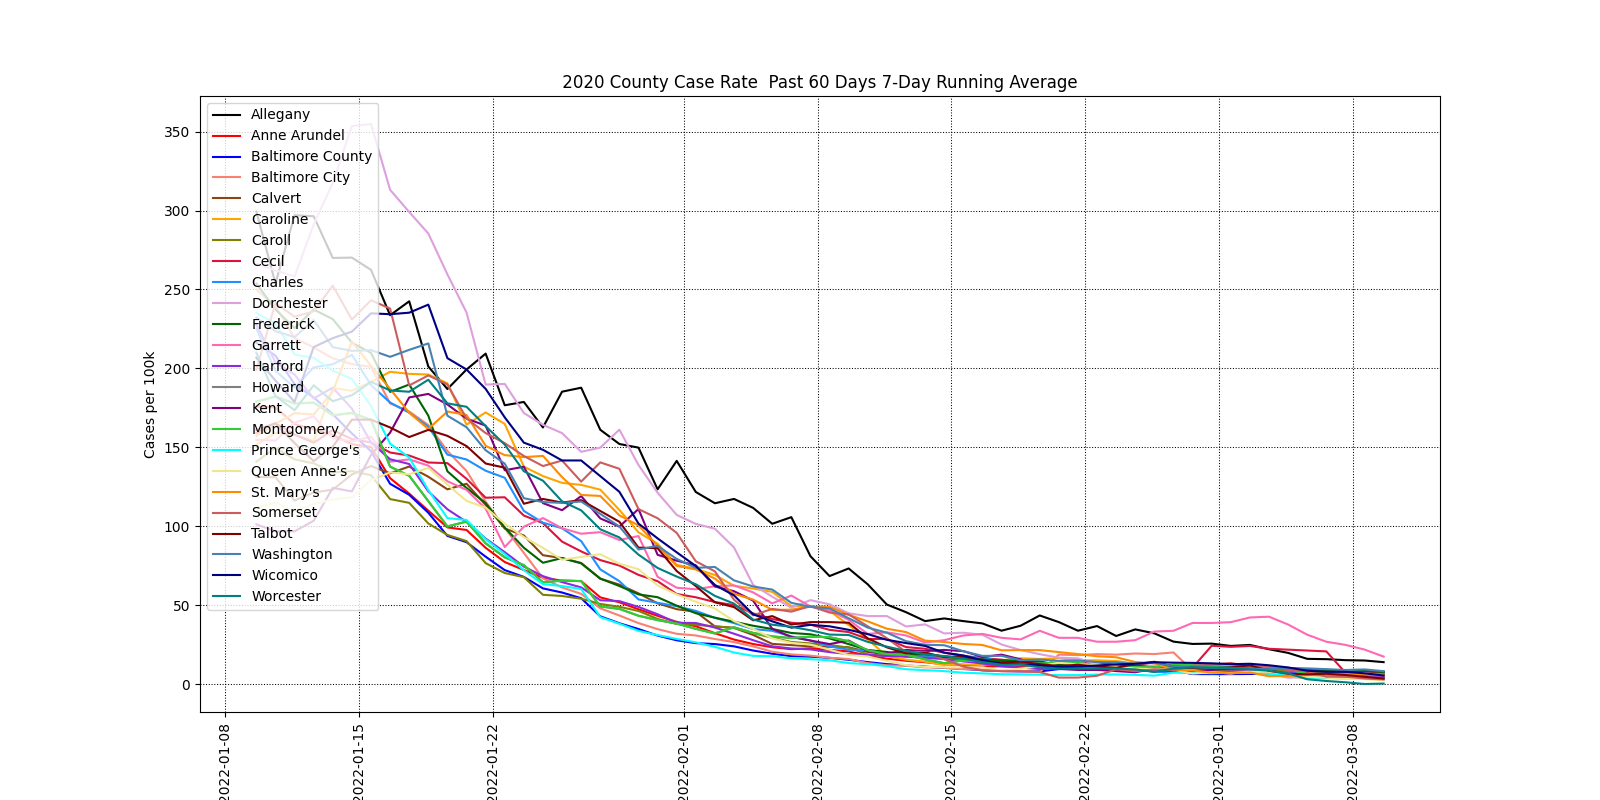 2020 County Case Rate  Past 60 Days 7-Day Running Average
Cases per 100k
350
300
250
200
150
100
50
0
Allegany
Anne Arundel
Baltimore County
Baltimore City
Calvert
Caroline
Caroll
Cecil
Charles
Dorchester
Frederick
Garrett
Harford
Howard
Kent
Montgomery
Prince George's
Queen Anne's
St. Mary's
Somerset
Talbot
Washington
Wicomico
Worcester
2022-01-08
2022-01-15
2022-01-22
2022-02-01
2022-02-08
2022-02-15
2022-02-22
2022-03-01
2022-03-08